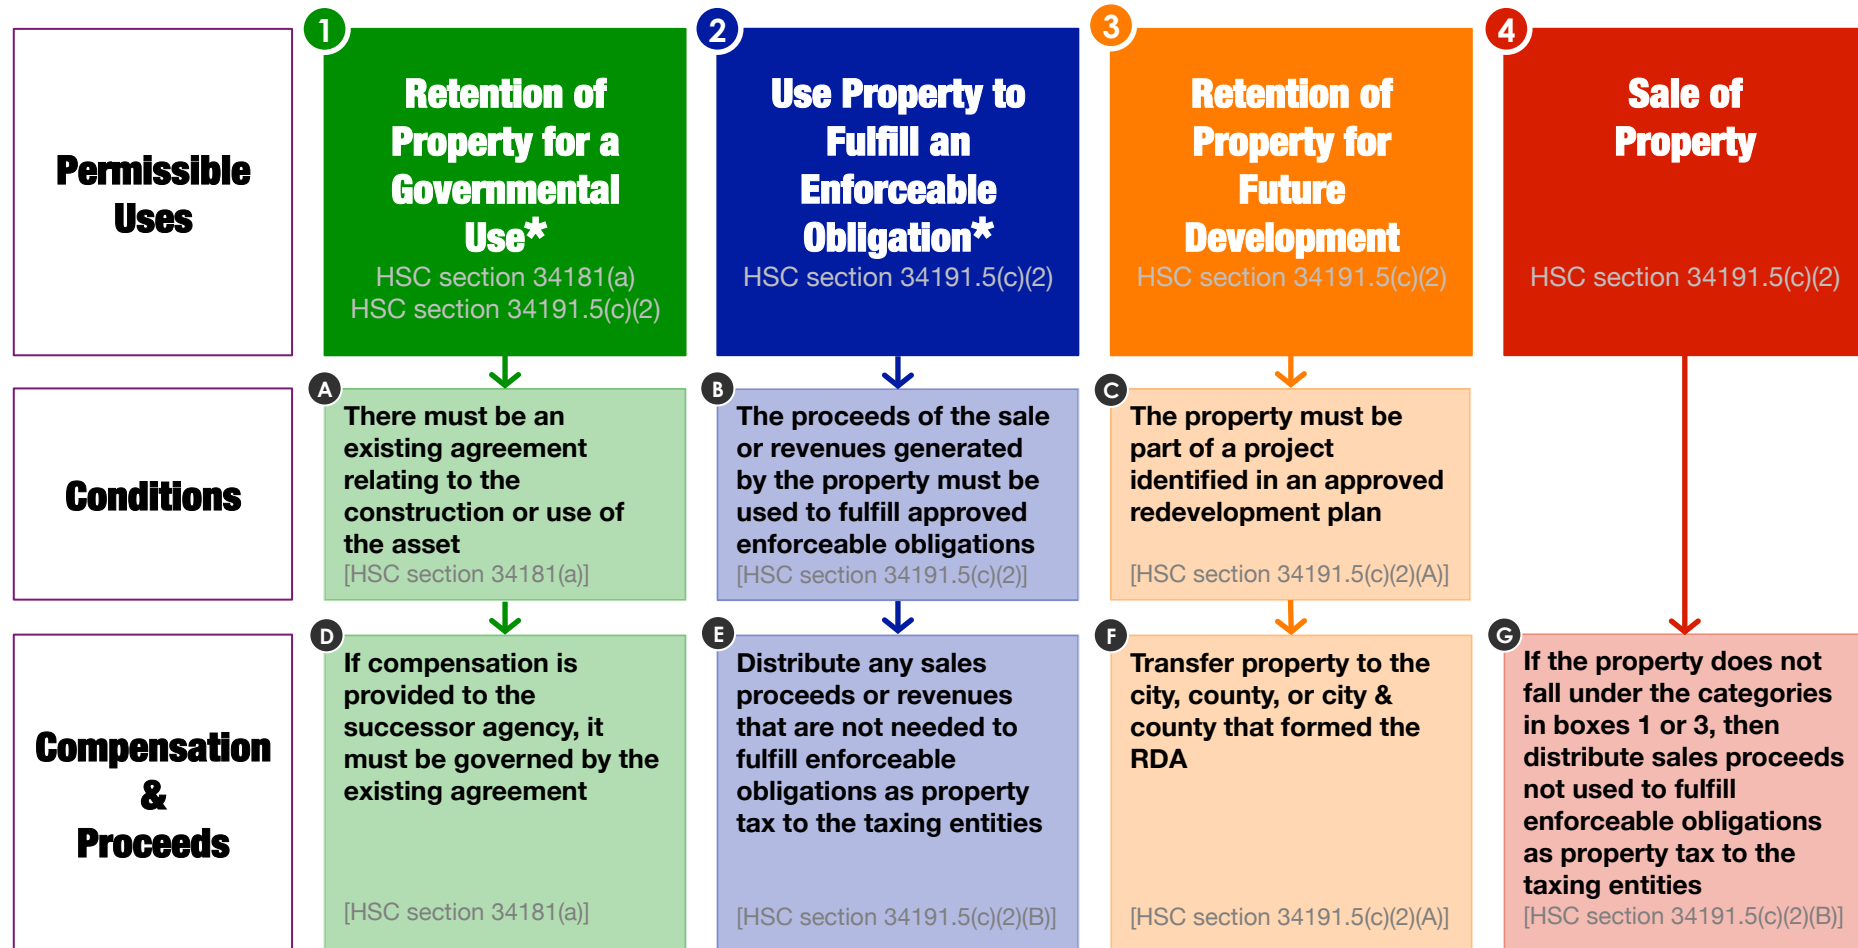 Permissible
Uses
1
Retention of
Property for a
Governmental
Use*
HSC section 34181(a)
HSC section 34191.5(c)(2)
2
Use Property to
Fulfill an
Enforceable
Obligation*
HSC section 34191.5(c)(2)
3
Retention of
Property for
Future
Development
HSC section 34191.5(c)(2)
4
Sale of
Property
HSC section 34191.5(c)(2)
Conditions
A
There must be an
existing agreement
relating to the
construction or use of
the asset
[HSC section 34181(a)]
B
The proceeds of the sale
or revenues generated
by the property must be
used to fulfill approved
enforceable obligations
[HSC section 34191.5(c)(2)]
C
The property must be
part of a project
identified in an approved
redevelopment plan
[HSC section 34191.5(c)(2)(A)]
Compensation
&
Proceeds
D
If compensation is
provided to the
successor agency, it
must be governed by the
existing agreement
[HSC section 34181(a)]
E
Distribute any sales
proceeds or revenues
that are not needed to
fulfill enforceable
obligations as property
tax to the taxing entities
[HSC section 34191.5(c)(2)(B)]
F
Transfer property to the
city, county, or city &
county that formed the
RDA
[HSC section 34191.5(c)(2)(A)]
G
If the property does not
fall under the categories
in boxes 1 or 3, then
distribute sales proceeds
not used to fulfill
enforceable obligations
as property tax to the
taxing entities
[HSC section 34191.5(c)(2)(B)]